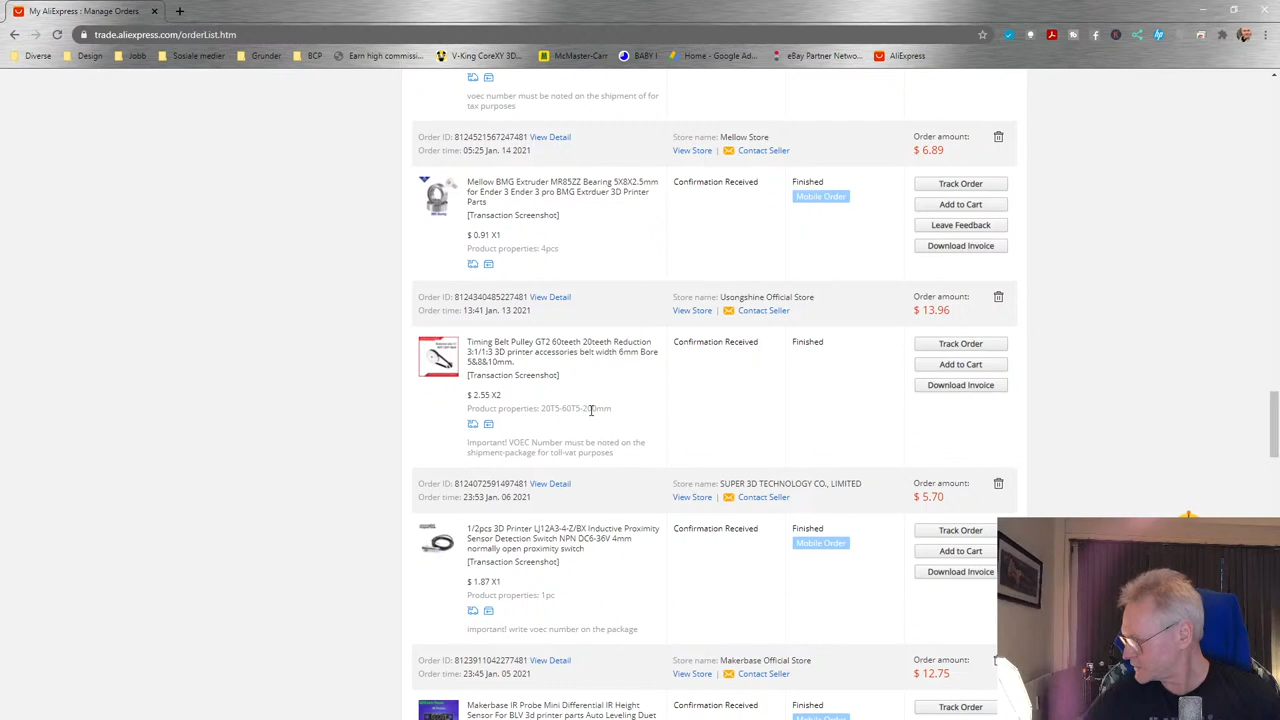 My AliExpress : Manage Orders
trade.aliexpress.com/orderList.htm
Diverse
Design
Jobb
Sosiale medier
Grunder
BCP
Earn high commissi...
V-King CoreXY 3D...
McMaster-Carr
BABY I
Home - Google Ad...
eBay Partner Netwo...
AliExpress
voec number must be noted on the shipment of for
tax purposes
Order ID: 8124521567247481 View Detail
Store name: Mellow Store
Order amount:
Order time: 05:25 Jan. 14 2021
View Store | Contact Seller
$ 6.89
Mellow BMG Extruder MR85ZZ Bearing 5X8X2.5mm
for Ender 3 Ender 3 pro BMG Extrduer 3D Printer
Parts
[Transaction Screenshot]
$ 0.91 X1
Product properties: 4pcs
Confirmation Received
Finished
Mobile Order
Track Order
Add to Cart
Leave Feedback
Download Invoice
Order ID: 8124340485227481 View Detail
Store name: Usongshine Official Store
Order amount:
Order time: 13:41 Jan. 13 2021
View Store | Contact Seller
$ 13.96
Timing Belt Pulley GT2 60teeth 20teeth Reduction
3:1/1:3 3D printer accessories belt width 6mm Bore
5&8&10mm.
[Transaction Screenshot]
$ 2.55 X2
Product properties: 20T5-60T5-200mm
Important! VOEC Number must be noted on the
shipment-package for toll-vat purposes
Confirmation Received
Finished
Track Order
Add to Cart
Download Invoice
Order ID: 8124072591497481 View Detail
Store name: SUPER 3D TECHNOLOGY CO., LIMITED
Order amount:
Order time: 23:53 Jan. 06 2021
View Store | Contact Seller
$ 5.70
1/2pcs 3D Printer LJ12A3-4-Z/BX Inductive Proximity
Sensor Detection Switch NPN DC6-36V 4mm
normally open proximity switch
[Transaction Screenshot]
$ 1.87 X1
Product properties: 1pc
important! write voec number on the package
Confirmation Received
Finished
Mobile Order
Track Order
Add to Cart
Download Invoice
Order ID: 8123911042277481 View Detail
Store name: Makerbase Official Store
Order amount:
Order time: 23:45 Jan. 05 2021
View Store | Contact Seller
$ 12.75
Makerbase IR Probe Mini Differential IR Height
Sensor For BLV 3d printer parts Auto Leveling Duet
Confirmation Received
Finished
Mobile Order
Track Order